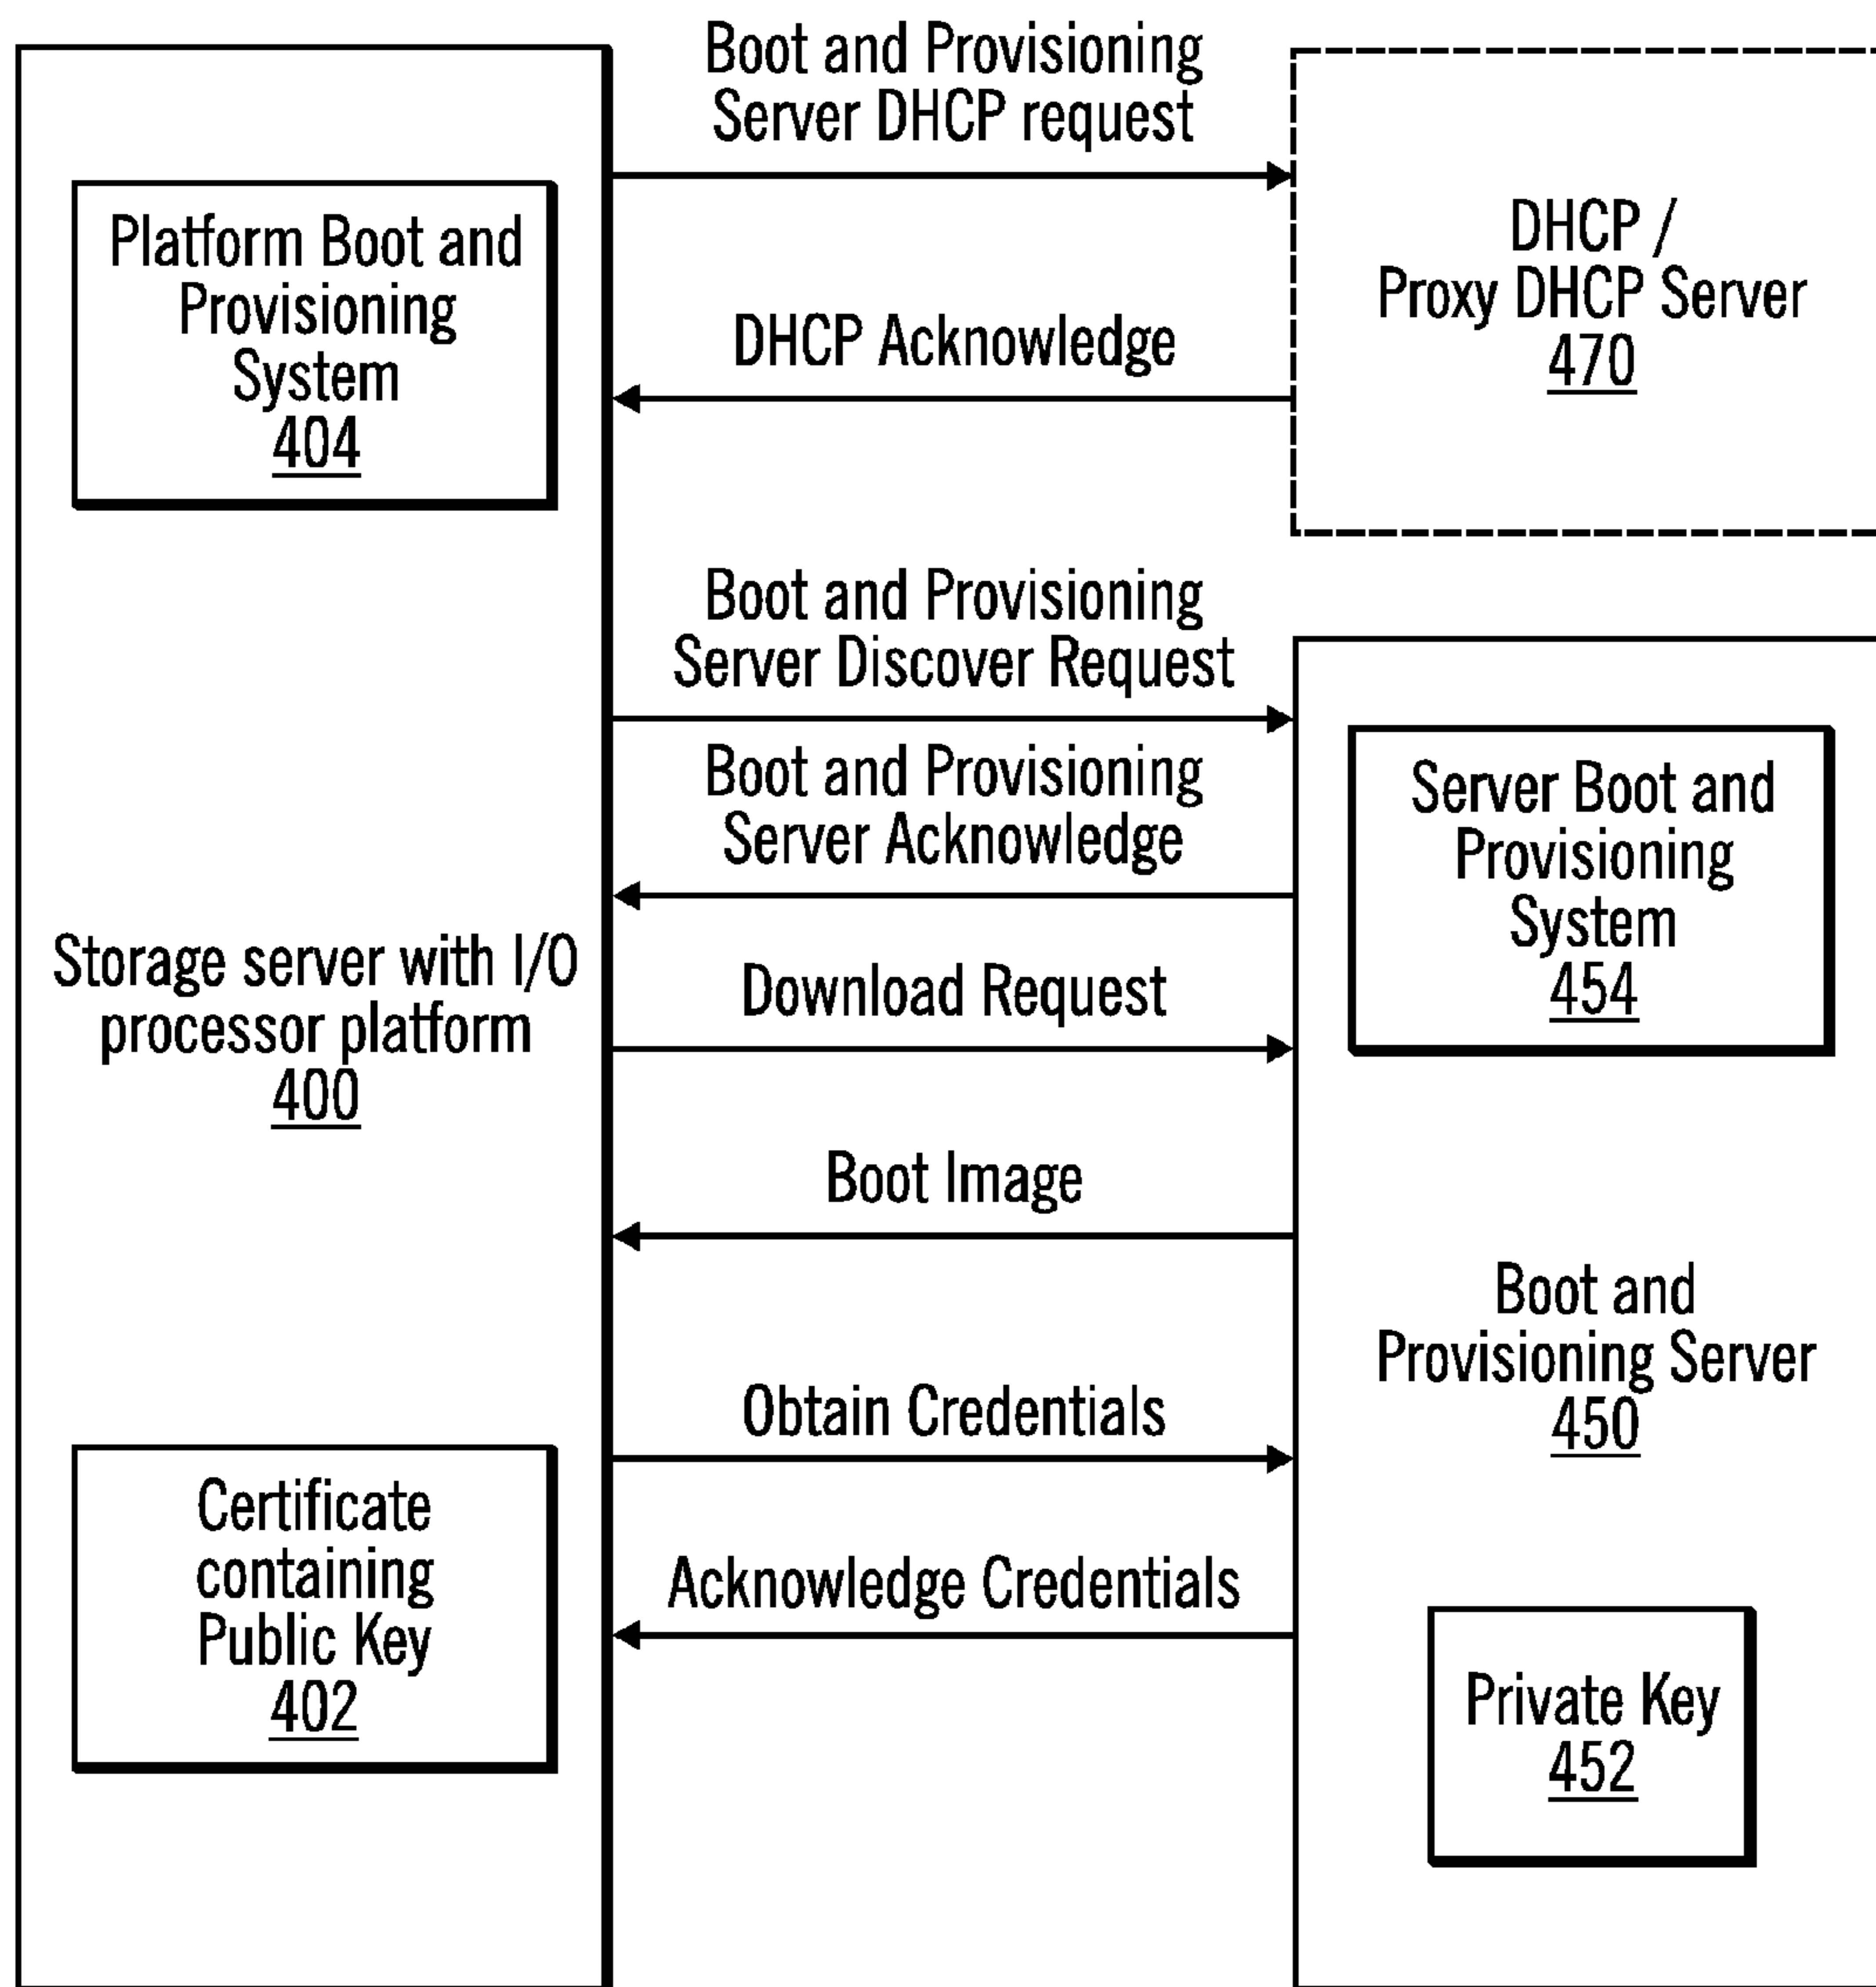 Boot and Provisioning
Server DHCP request
Platform Boot and
Provisioning
System
404
DHCP /
Proxy DHCP Server
470
DHCP Acknowledge
Boot and Provisioning
Server Discover Request
Boot and Provisioning
Server Acknowledge
Server Boot and
Provisioning
System
454
Storage server with I/O
processor platform
400
Download Request
Boot Image
Boot and
Provisioning Server
450
Obtain Credentials
Certificate
containing
Public Key
402
Acknowledge Credentials
Private Key
452